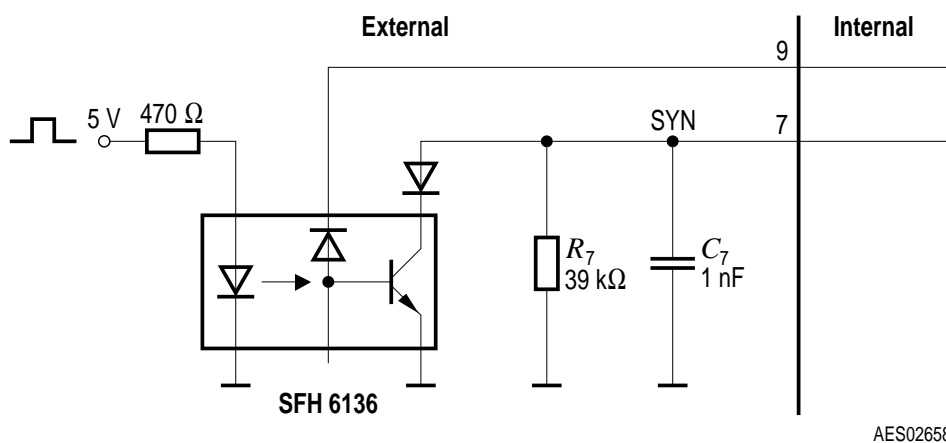 External
Internal
9
5 V
470 Ω
SYN
7
R7
39 kΩ
C7
1 nF
SFH 6136
AES02658